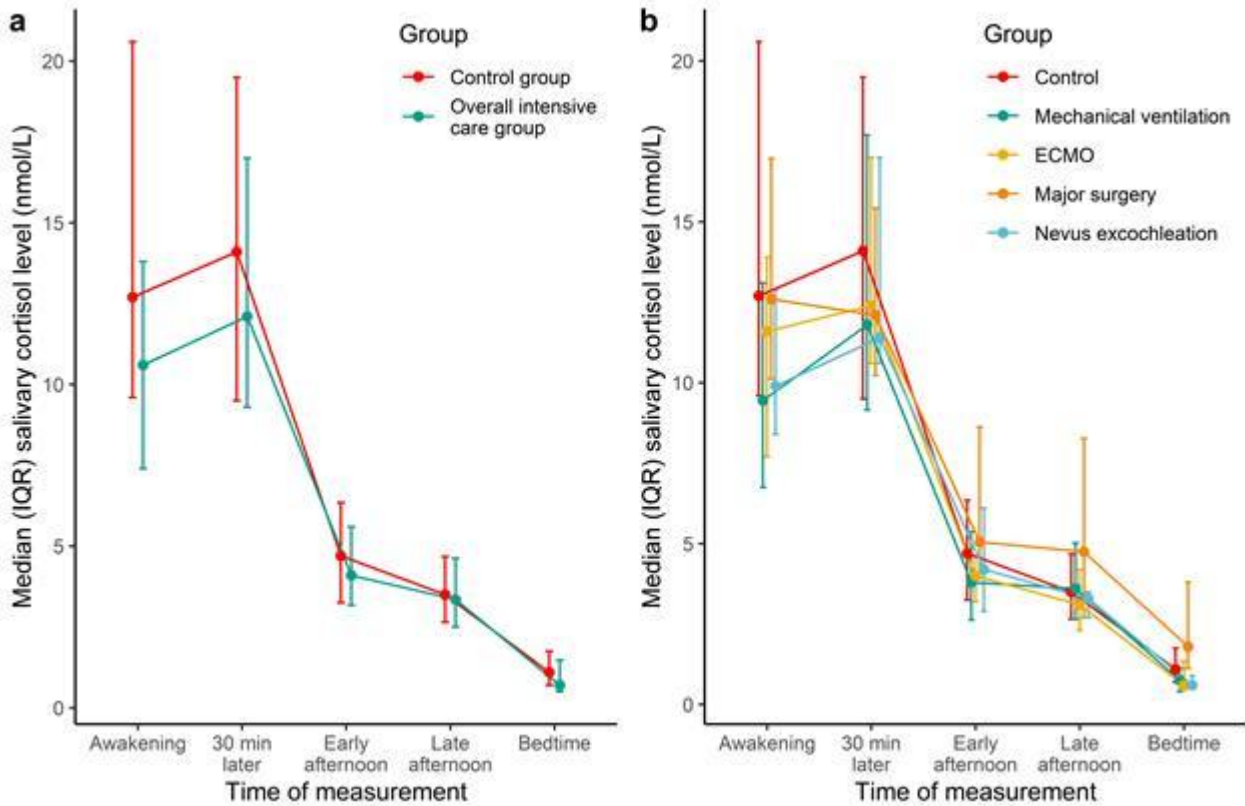 a
Group
Control group
Overall intensive
care group
Median (IQR) salivary cortisol level (nmol/L)
20
15
10
5
0
Awakening
30 min
later
Early
afternoon
Late
afternoon
Bedtime
Time of measurement
b
Group
Control
Mechanical ventilation
ECMO
Major surgery
Nevus excochleation
Median (IQR) salivary cortisol level (nmol/L)
20
15
10
5
0
Awakening
30 min
later
Early
afternoon
Late
afternoon
Bedtime
Time of measurement